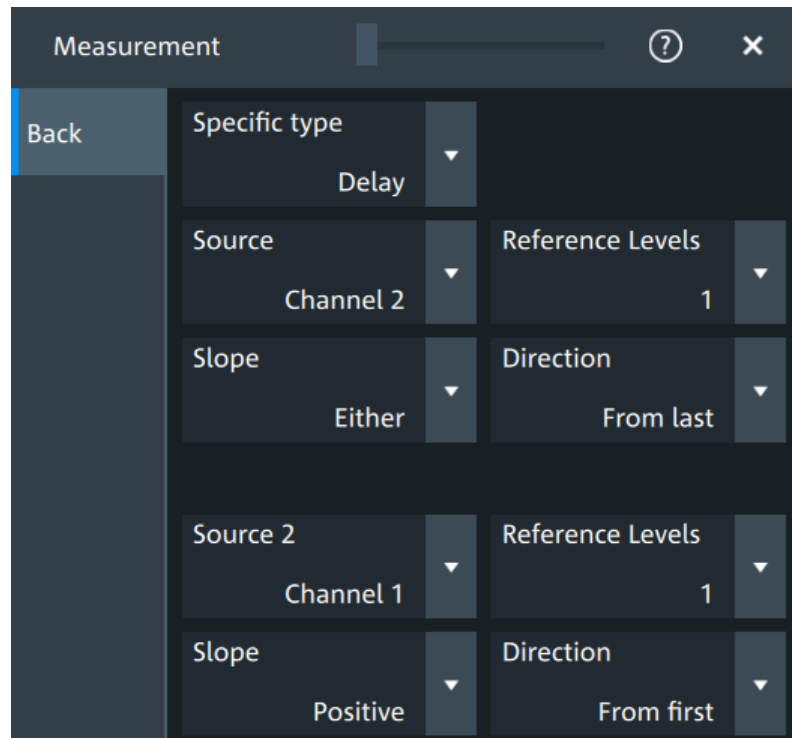 Measurement
Back
Specific type
Delay
Source
Channel 2
Reference Levels
1
Slope
Either
Direction
From last
Source 2
Channel 1
Reference Levels
1
Slope
Positive
Direction
From first